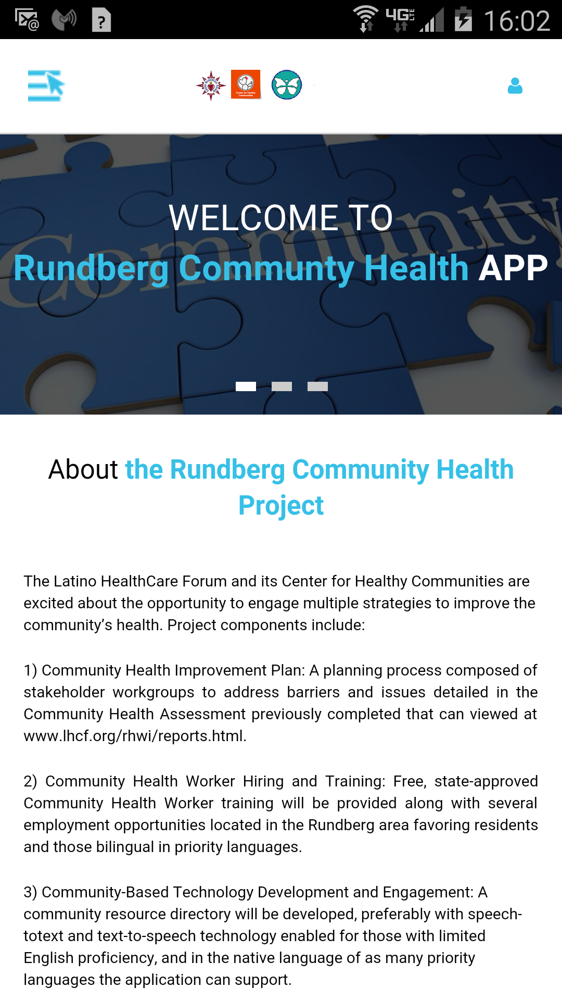 4G LTE 16:02
Center for Healthy
Communities
Community
WELCOME TO
Rundberg Communty Health APP
About the Rundberg Community Health
Project
The Latino HealthCare Forum and its Center for Healthy Communities are
excited about the opportunity to engage multiple strategies to improve the
community’s health. Project components include:
1) Community Health Improvement Plan: A planning process composed of
stakeholder workgroups to address barriers and issues detailed in the
Community Health Assessment previously completed that can viewed at
www.lhcf.org/rhwi/reports.html.
2) Community Health Worker Hiring and Training: Free, state-approved
Community Health Worker training will be provided along with several
employment opportunities located in the Rundberg area favoring residents
and those bilingual in priority languages.
3) Community-Based Technology Development and Engagement: A
community resource directory will be developed, preferably with speech-
totext and text-to-speech technology enabled for those with limited
English proficiency, and in the native language of as many priority
languages the application can support.